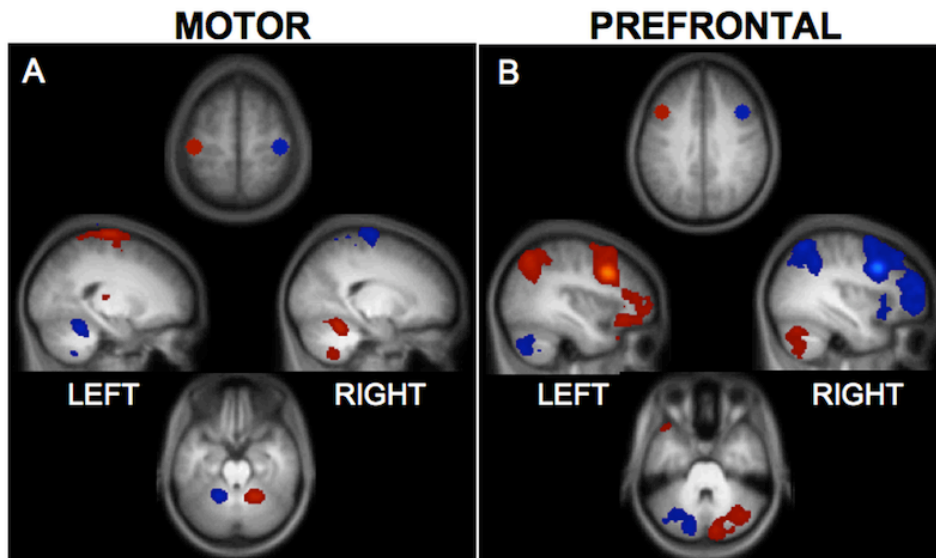 MOTOR
PREFRONTAL
A
B
LEFT
RIGHT
LEFT
RIGHT